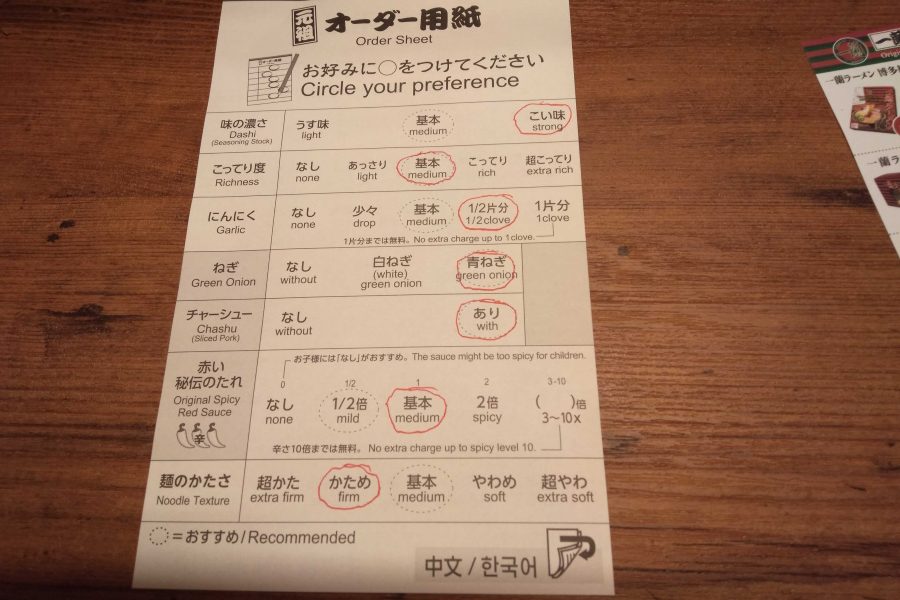 元祖 オーダー用紙
Order Sheet
お好みに○をつけてください
Circle your preference
味の濃さ
Dashi
(Seasoning Stock)
うす味
light
基本
medium
こい味
strong
こってり度
Richness
なし
none
あっさり
light
基本
medium
こってり
rich
超こってり
extra rich
にんにく
Garlic
なし
none
少々
drop
基本
medium
1/2片分
1/2clove
1片分
1clove
1片分までは無料。No extra charge up to 1clove.
ねぎ
Green Onion
なし
without
白ねぎ
(white)
green onion
青ねぎ
green onion
チャーシュー
Chashu
(Sliced Pork)
なし
without
あり
with
赤い
秘伝のたれ
Original Spicy
Red Sauce
辛
お子様には「なし」がおすすめ。The sauce might be too spicy for children.
0
なし
none
1/2
1/2倍
mild
1
基本
medium
2
2倍
spicy
3-10
( )倍
3～10x
辛さ10倍までは無料。No extra charge up to spicy level 10.
麺のかたさ
Noodle Texture
超かた
extra firm
かため
firm
基本
medium
やわめ
soft
超やわ
extra soft
=おすすめ/Recommended
中文/한국어
一蘭ラーメン 博多